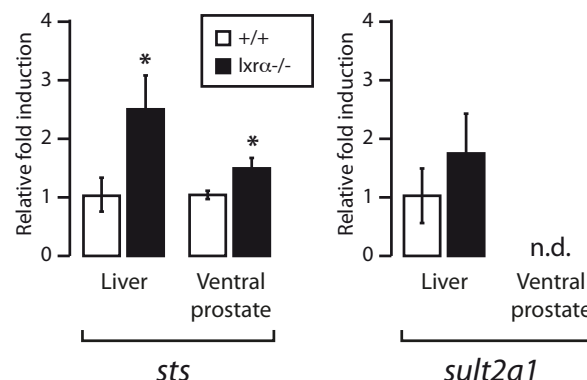 4
3
2
1
0
Relative fold induction
+/+
lxrα-/-
*
*
Liver
Ventral
prostate
sts
4
3
2
1
0
Relative fold induction
n.d.
Liver
Ventral
prostate
sult2a1